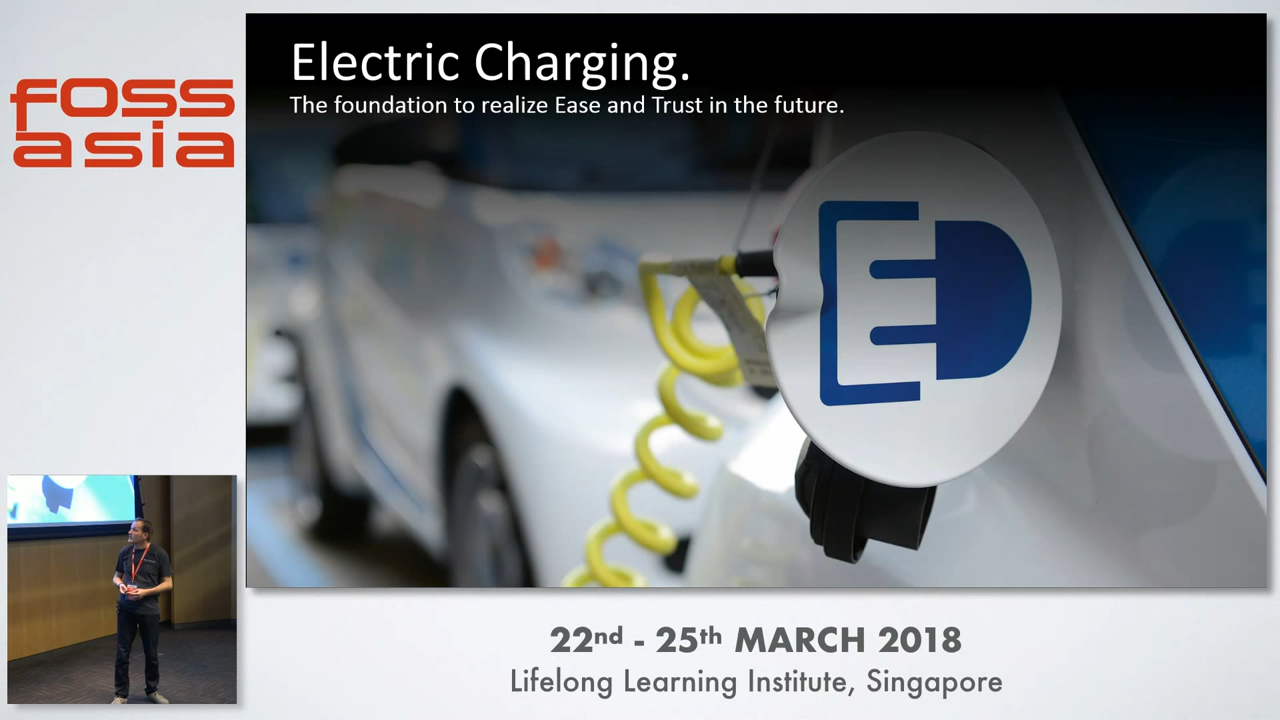 foss
asia
Electric Charging.
The foundation to realize Ease and Trust in the future.
ED
22nd - 25th MARCH 2018
Lifelong Learning Institute, Singapore